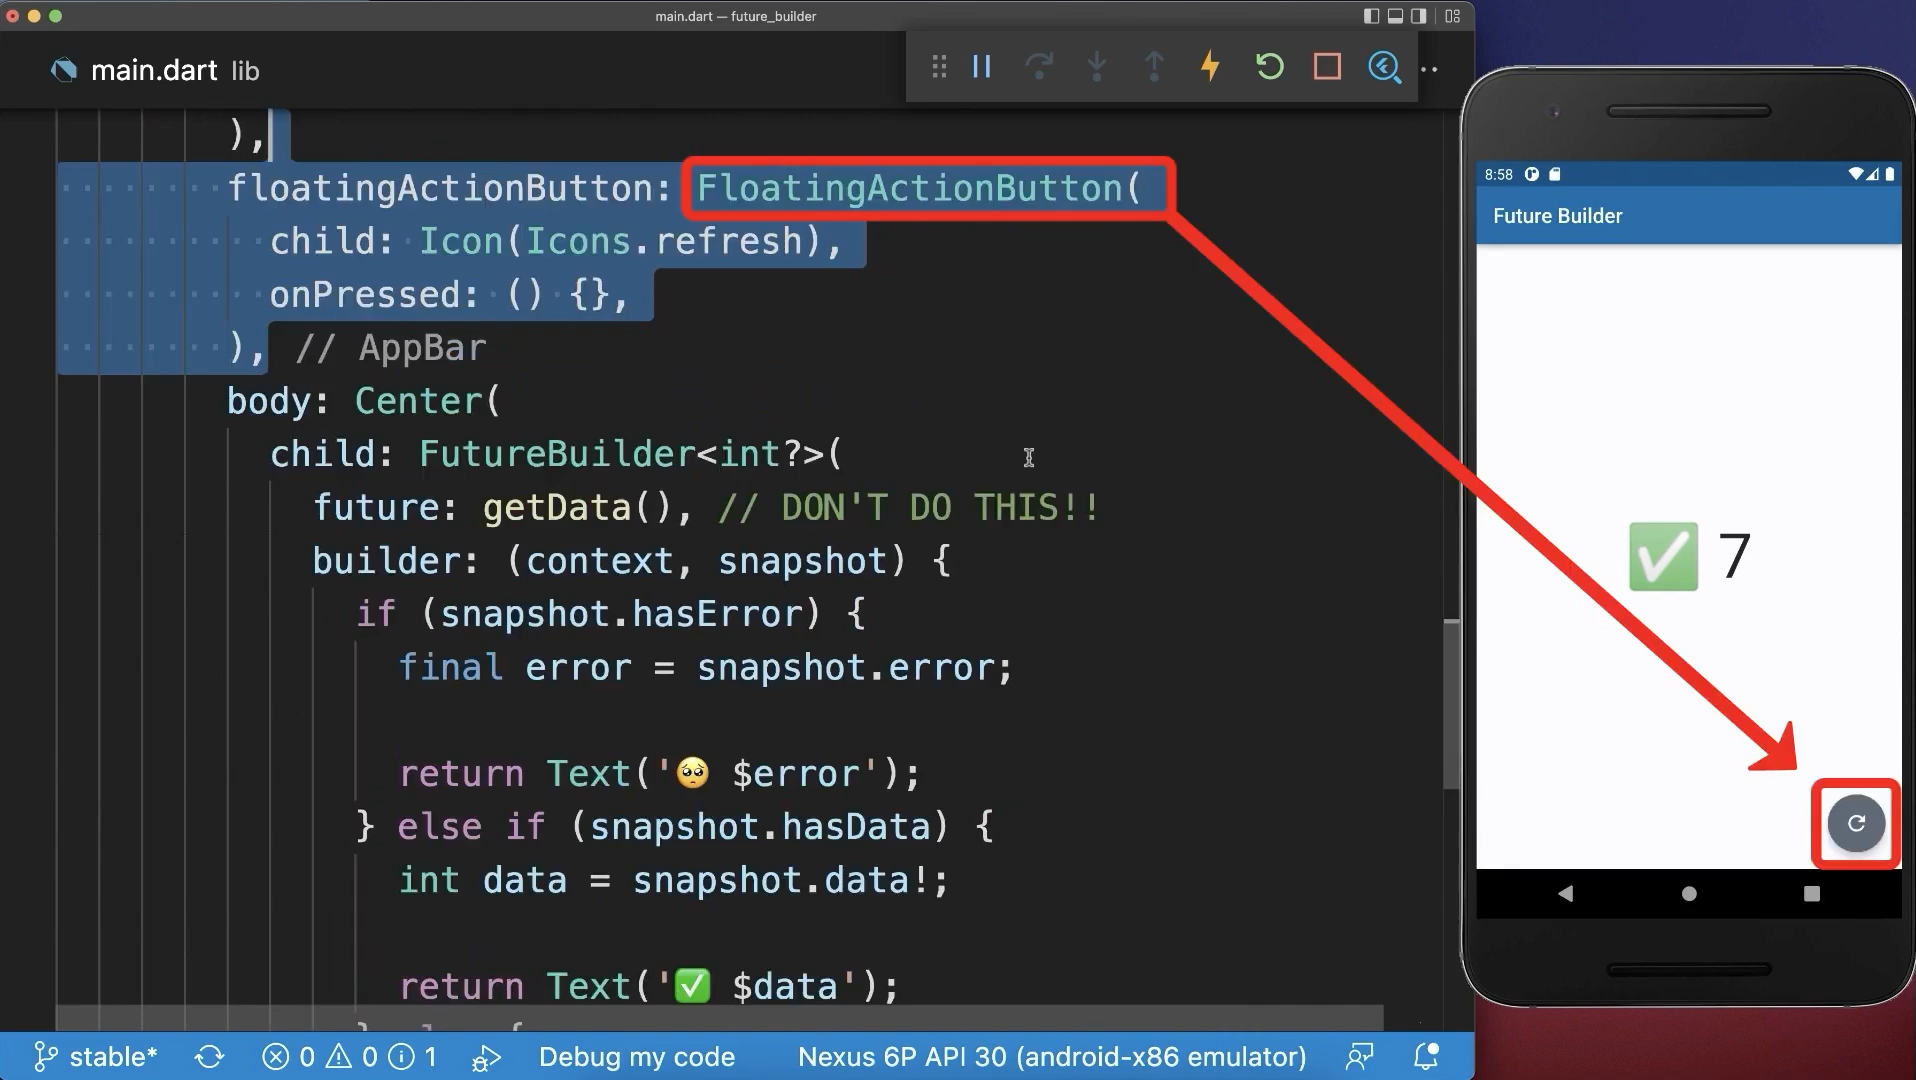 main.dart — future_builder
main.dart lib
),
floatingActionButton: FloatingActionButton(
child: Icon(Icons.refresh),
onPressed: () {},
), // AppBar
body: Center(
child: FutureBuilder<int?>(
future: getData(), // DON'T DO THIS!!
builder: (context, snapshot) {
if (snapshot.hasError) {
final error = snapshot.error;
return Text('🥺 $error');
} else if (snapshot.hasData) {
int data = snapshot.data!;
return Text('✅ $data');
stable* 0 0 1 Debug my code Nexus 6P API 30 (android-x86 emulator)
8:58
Future Builder
✅ 7